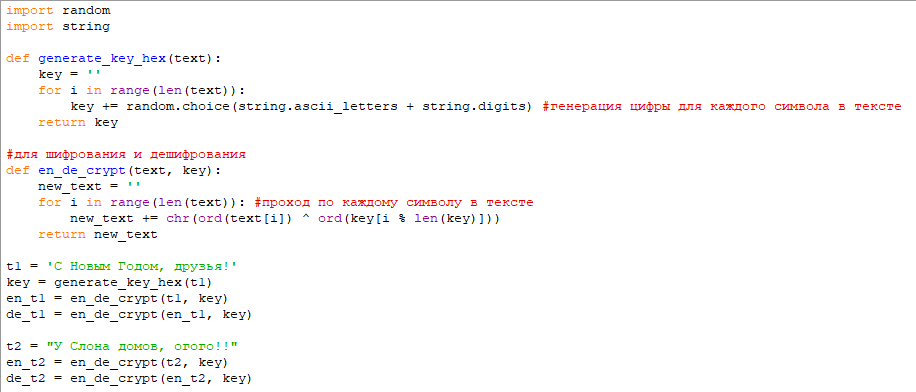 import random
import string
def generate_key_hex(text):
key = ''
for i in range(len(text)):
key += random.choice(string.ascii_letters + string.digits) #генерация цифры для каждого символа в тексте
return key
#для шифрования и дешифрования
def en_de_crypt(text, key):
new_text = ''
for i in range(len(text)): #проход по каждому символу в тексте
new_text += chr(ord(text[i]) ^ ord(key[i % len(key)]))
return new_text
t1 = 'С Новым Годом, друзья!'
key = generate_key_hex(t1)
en_t1 = en_de_crypt(t1, key)
de_t1 = en_de_crypt(en_t1, key)
t2 = "У Слона домов, огого!!"
en_t2 = en_de_crypt(t2, key)
de_t2 = en_de_crypt(en_t2, key)